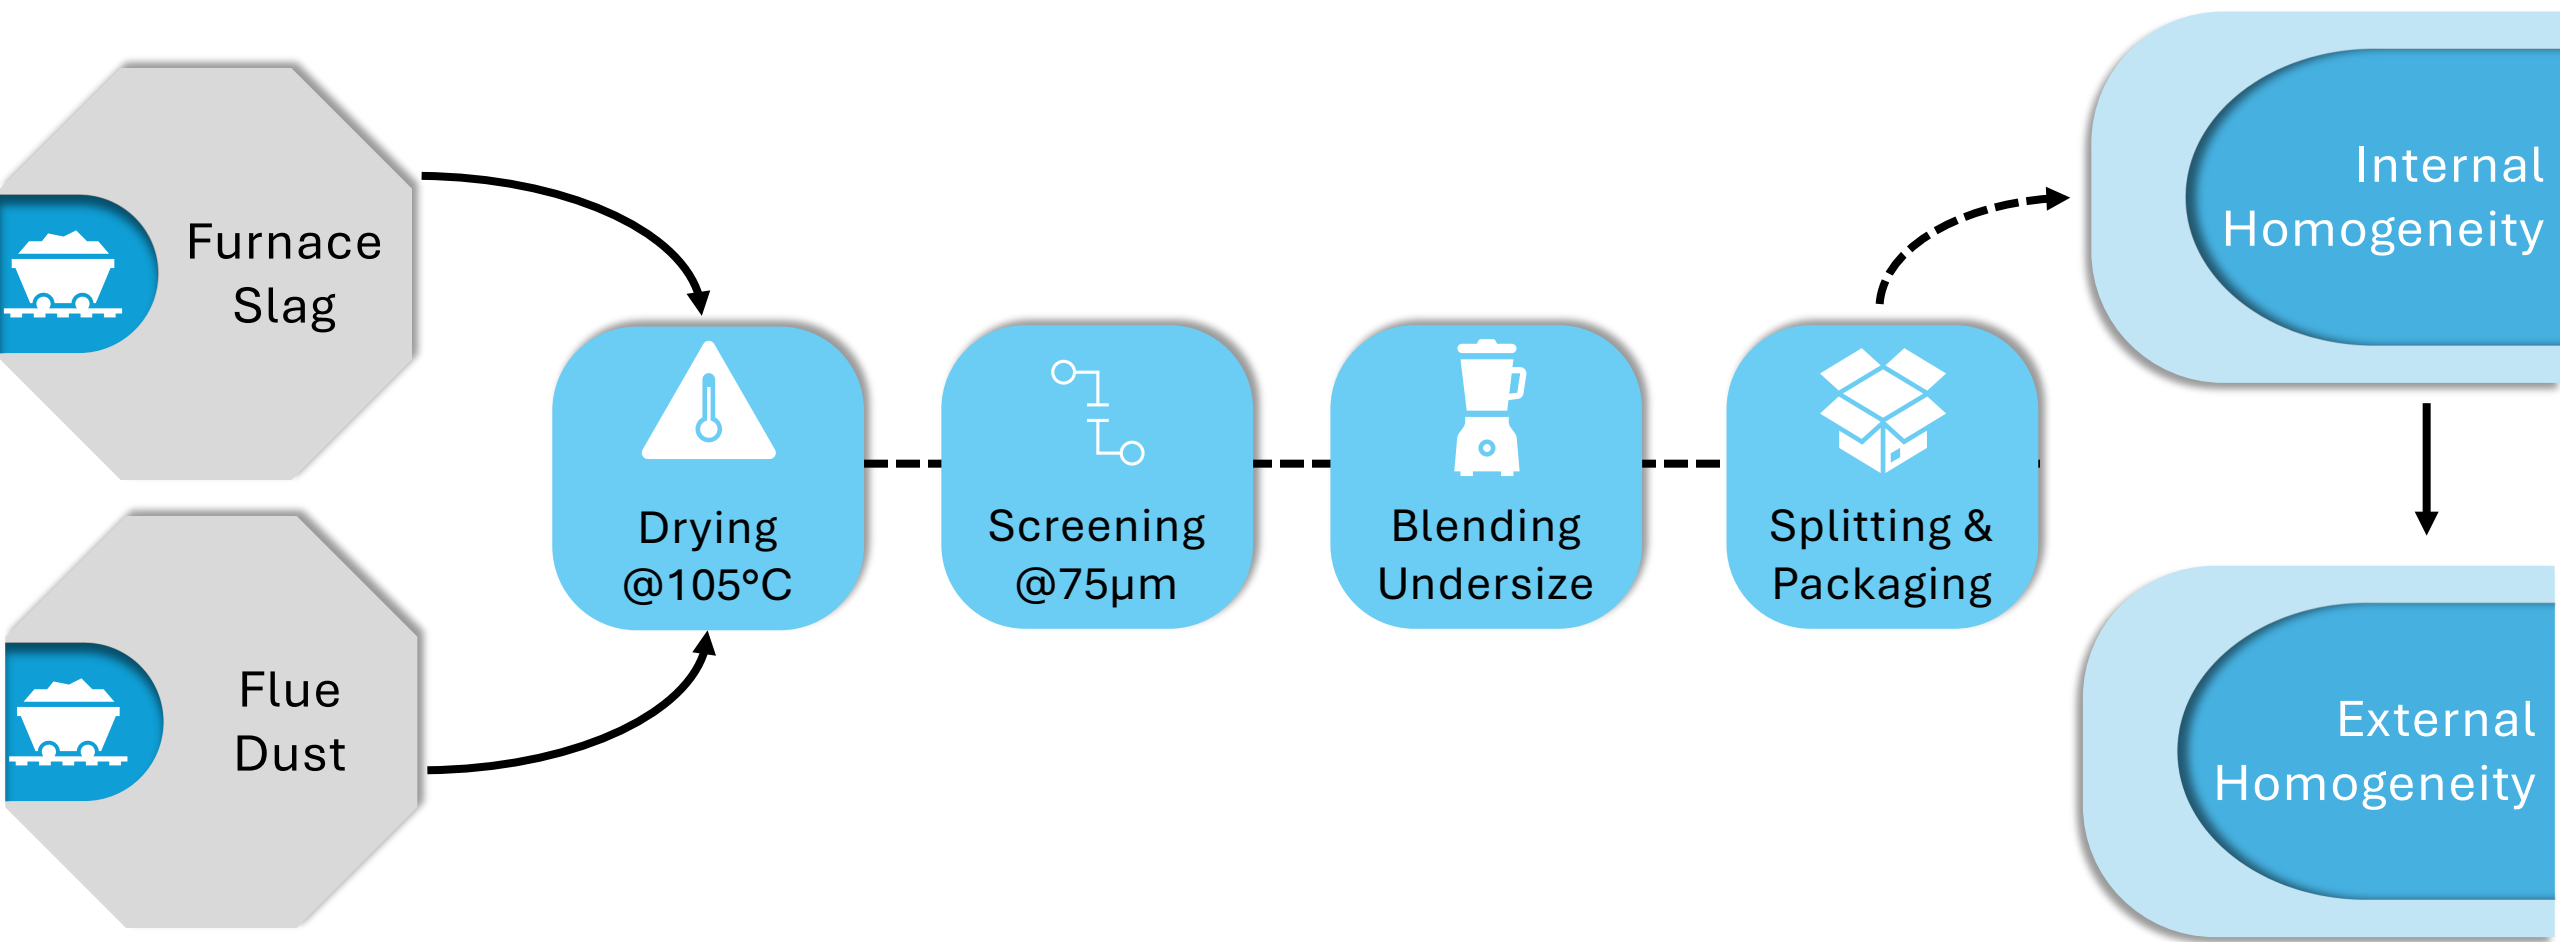 Furnace
Slag
Flue
Dust
Drying
@105°C
Screening
@75µm
Blending
Undersize
Splitting &
Packaging
Internal
Homogeneity
External
Homogeneity